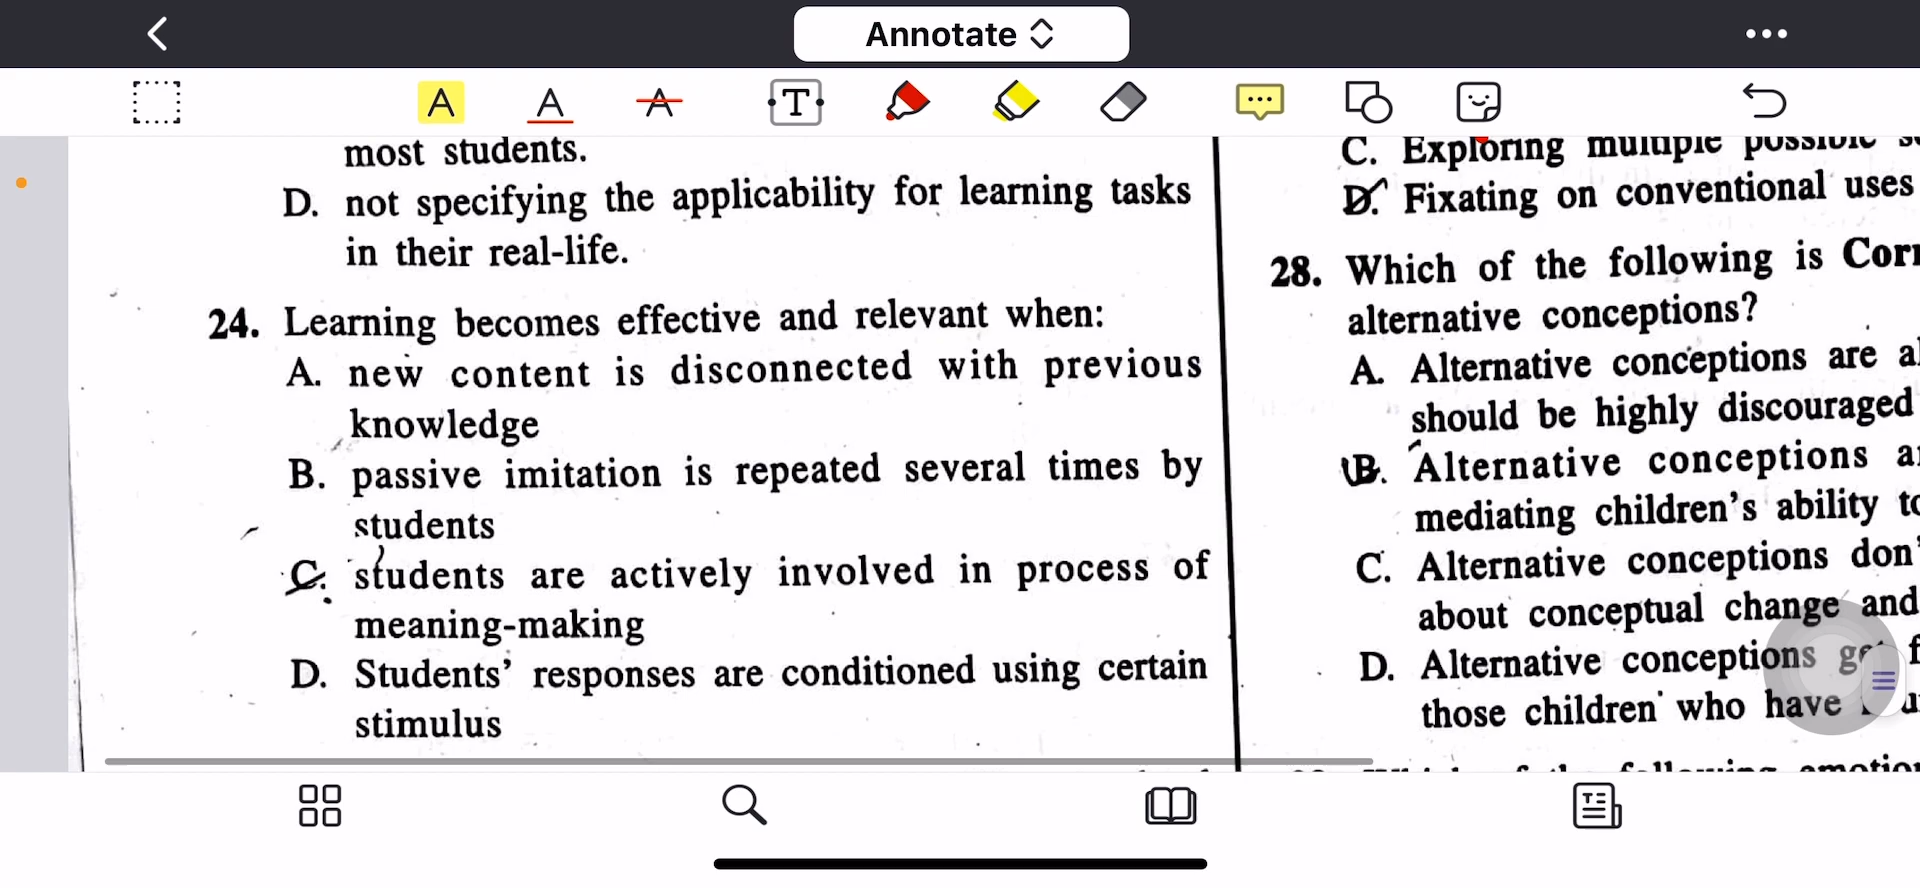 Annotate
most students.
D. not specifying the applicability for learning tasks
in their real-life.
24. Learning becomes effective and relevant when:
A. new content is disconnected with previous
knowledge
B. passive imitation is repeated several times by
students
C. students are actively involved in process of
meaning-making
D. Students' responses are conditioned using certain
stimulus
C. Exploring multiple possible
D. Fixating on conventional uses
28. Which of the following is
alternative conceptions?
A. Alternative conceptions are
should be highly discouraged
B. Alternative conceptions
mediating children's ability
C. Alternative conceptions
about conceptual change and
D. Alternative conceptions
those children who have
following